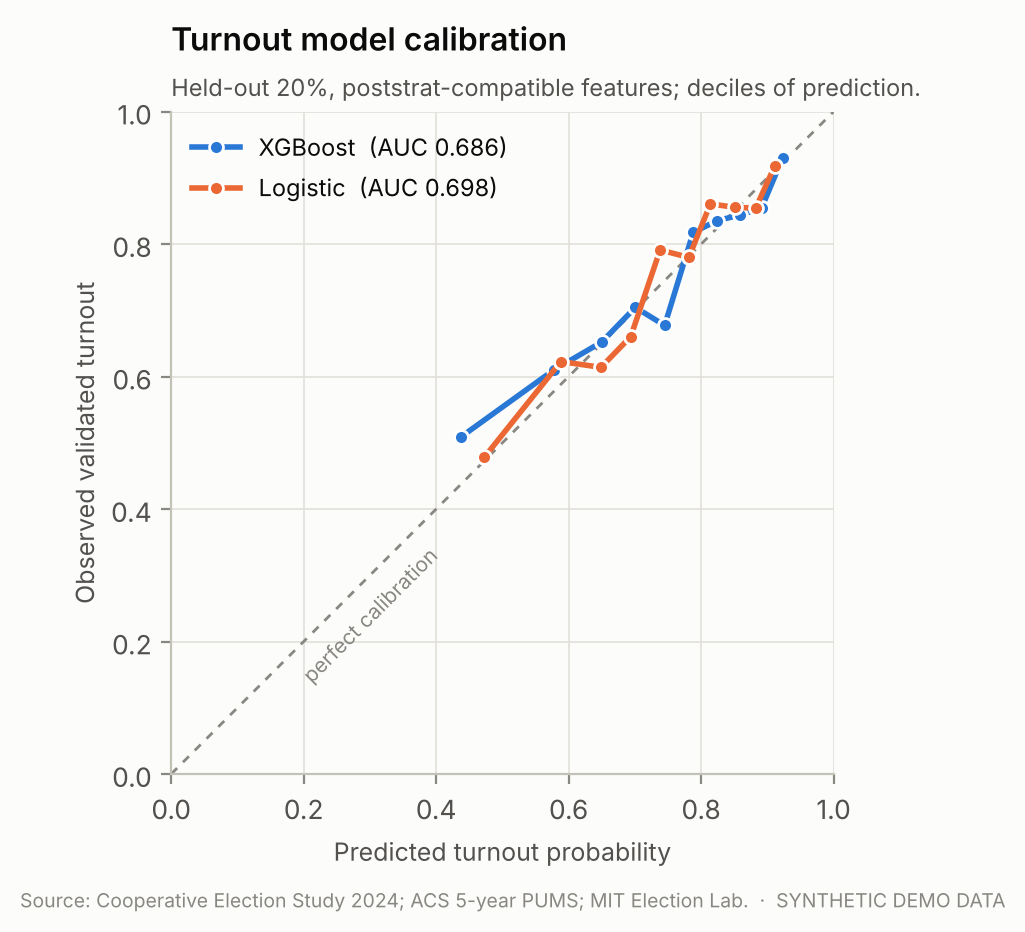 Turnout model calibration
Held-out 20%, poststrat-compatible features; deciles of prediction.
XGBoost (AUC 0.686)
Logistic (AUC 0.698)
1.0
0.8
0.6
0.4
0.2
0.0
Observed validated turnout
perfect calibration
0.0 0.2 0.4 0.6 0.8 1.0
Predicted turnout probability
Source: Cooperative Election Study 2024; ACS 5-year PUMS; MIT Election Lab. · SYNTHETIC DEMO DATA